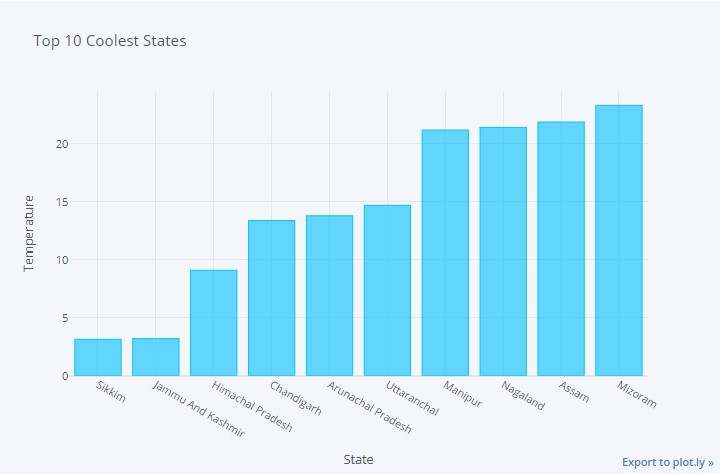 Top 10 Coolest States
Temperature
20
15
10
5
0
Sikkim
Jammu And Kashmir
Himachal Pradesh
Chandigarh
Arunachal Pradesh
Uttaranchal
Manipur
Nagaland
Assam
Mizoram
State
Export to plot.ly »